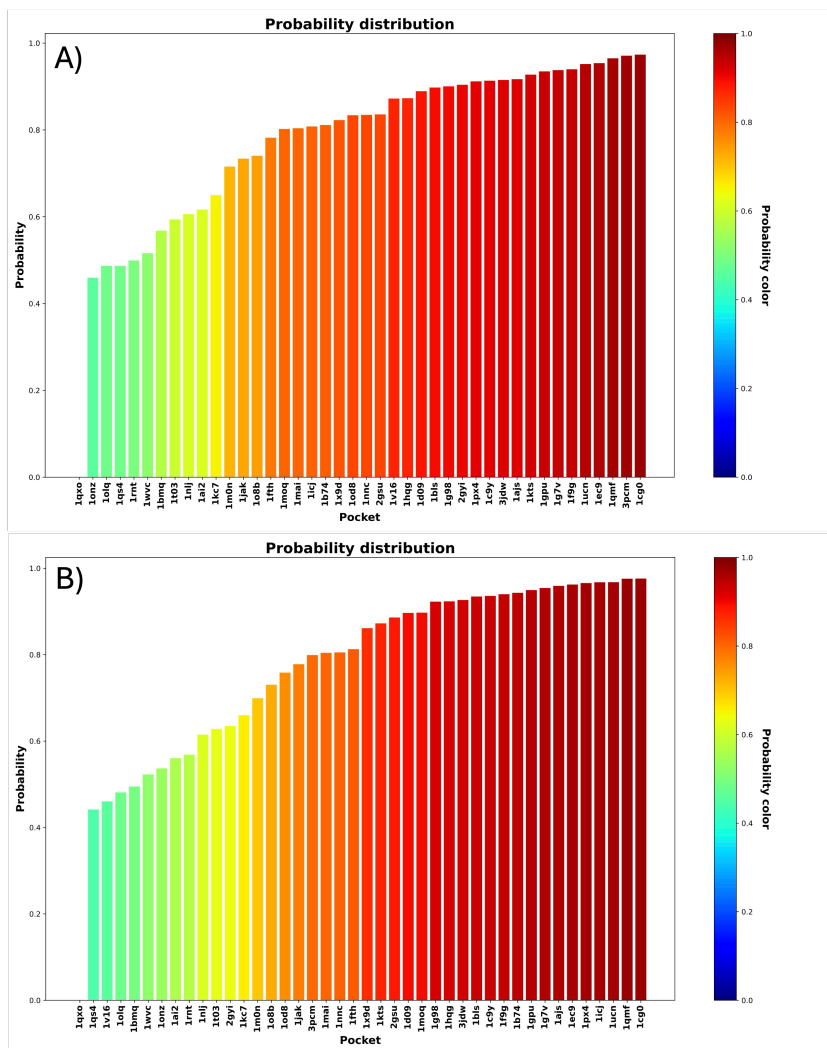 Probability distribution
A)
1.0
0.8
0.6
0.4
0.2
0.0
Probability
1qxo 1onz 1olq 1qs4 1rnt 1wvc 1bmq 1t03 1nlj 1ai2 1kc7 1m0n 1jak 1o8b 1fth 1moq 1mai 1icj 1b74 1x9d 1od8 1nnc 2gsu 1v16 1hqg 1d09 1bls 1g98 2gyi 1px4 1c9y 3jdw 1ajs 1kts 1gpu 1g7v 1f9g 1ucn 1ec9 1qmf 3pcm 1cg0
Pocket
1.0
0.8
0.6
0.4
0.2
0.0
Probability color
Probability distribution
B)
1.0
0.8
0.6
0.4
0.2
0.0
Probability
1qxo 1qs4 1v16 1olq 1bmq 1wvc 1onz 1ai2 1rnt 1nlj 1t03 2gyi 1kc7 1m0n 1o8b 1od8 1jak 3pcm 1mai 1nnc 1fth 1x9d 1kts 2gsu 1d09 1moq 1g98 1hqg 3jdw 1bls 1c9y 1f9g 1b74 1gpu 1g7v 1ajs 1ec9 1px4 1icj 1ucn 1qmf 1cg0
Pocket
1.0
0.8
0.6
0.4
0.2
0.0
Probability color